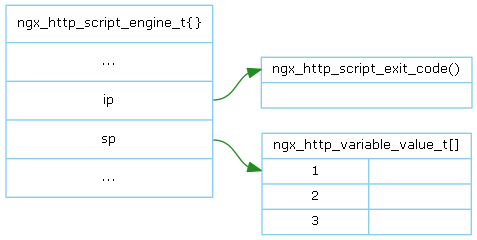 ngx_http_script_engine_t{}
...
ip
sp
...
ngx_http_script_exit_code()
ngx_http_variable_value_t[]
1
2
3